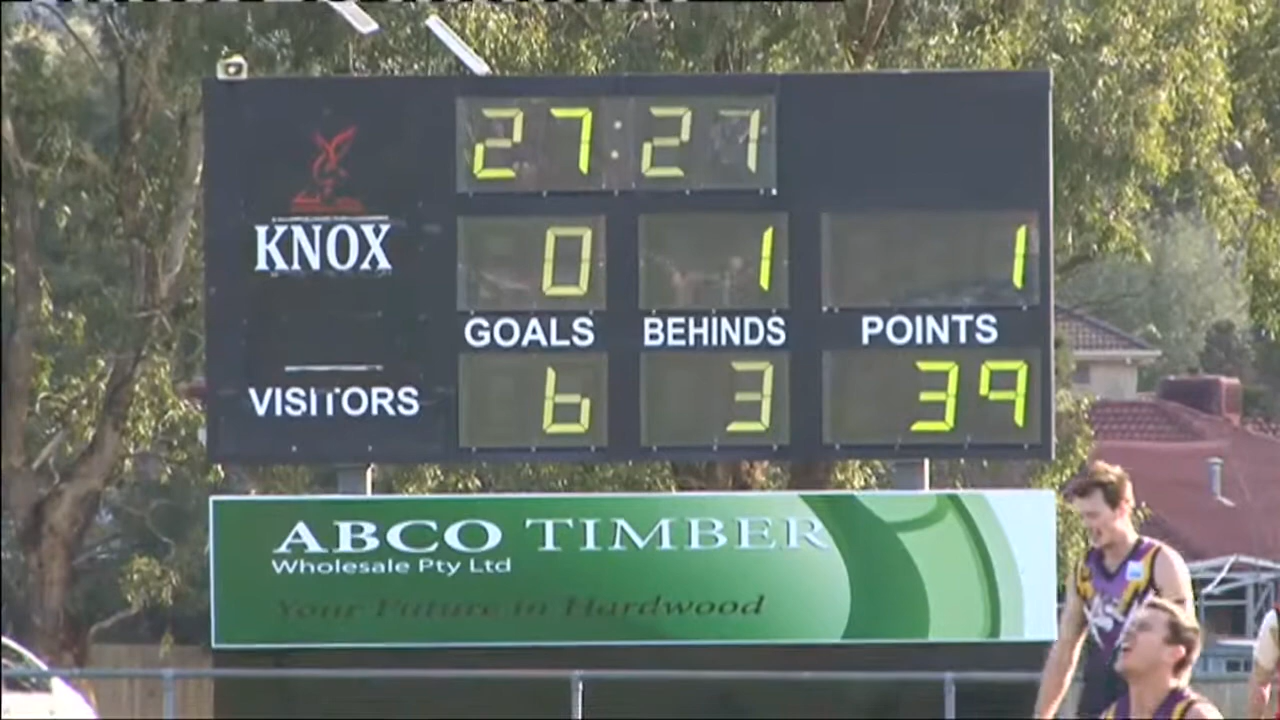 27:27
KNOX 0 1 1
GOALS BEHINDS POINTS
VISITORS 6 3 39
ABCO TIMBER
Wholesale Pty Ltd
Your Future in Hardwood